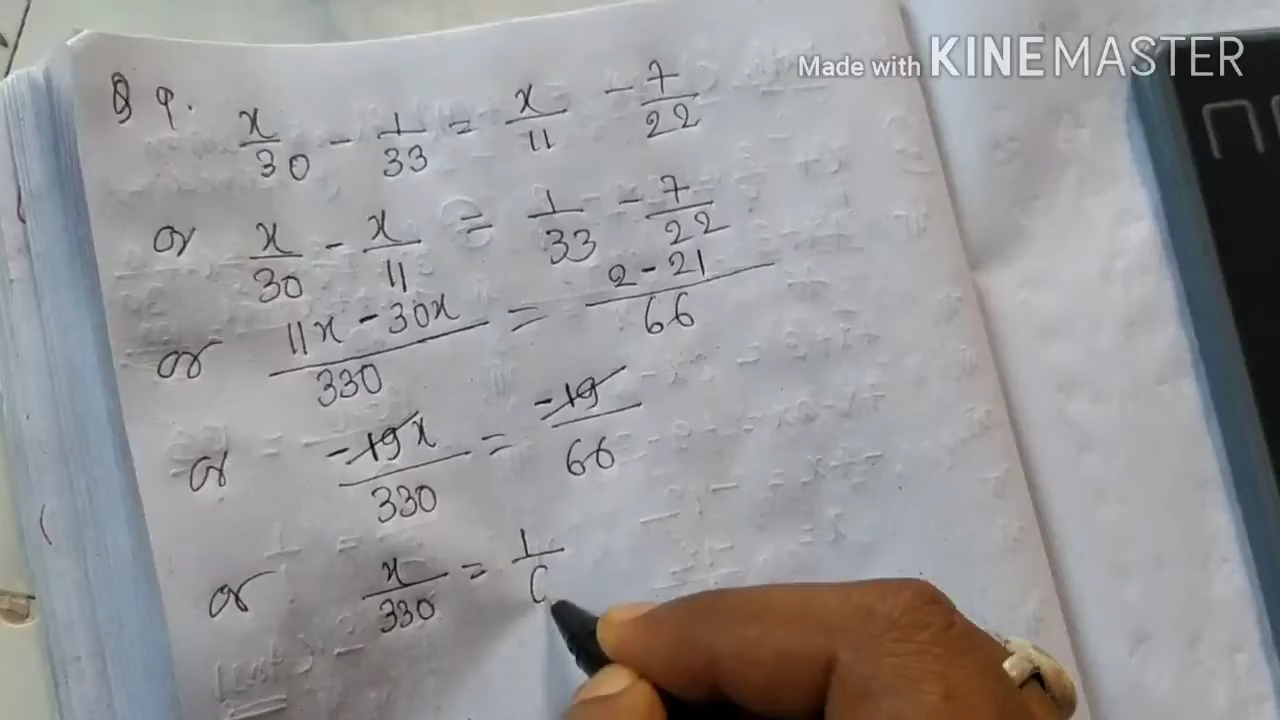 Made with KINEMASTER
Q 9. x/30 - 1/33 = x/11 - 7/22
or x/30 - x/11 = 1/33 - 7/22
or 11x - 30x/330 = 2 - 21/66
or -19x/330 = -19/66
or x/330 = 1/